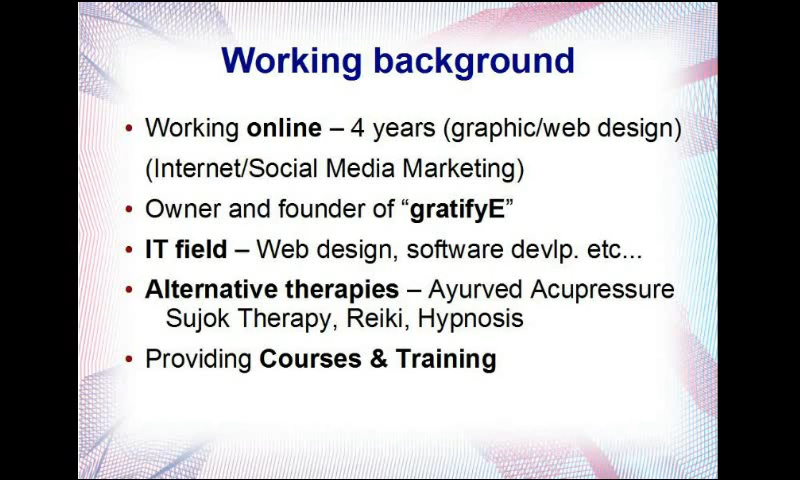 Working background
• Working online – 4 years (graphic/web design)
(Internet/Social Media Marketing)
• Owner and founder of “gratifyE”
• IT field – Web design, software devlp. etc...
• Alternative therapies – Ayurved Acupressure
Sujok Therapy, Reiki, Hypnosis
• Providing Courses & Training